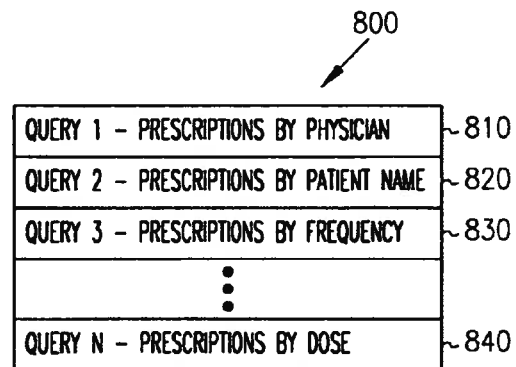 800
QUERY 1 - PRESCRIPTIONS BY PHYSICIAN 810
QUERY 2 - PRESCRIPTIONS BY PATIENT NAME 820
QUERY 3 - PRESCRIPTIONS BY FREQUENCY 830
QUERY N - PRESCRIPTIONS BY DOSE 840